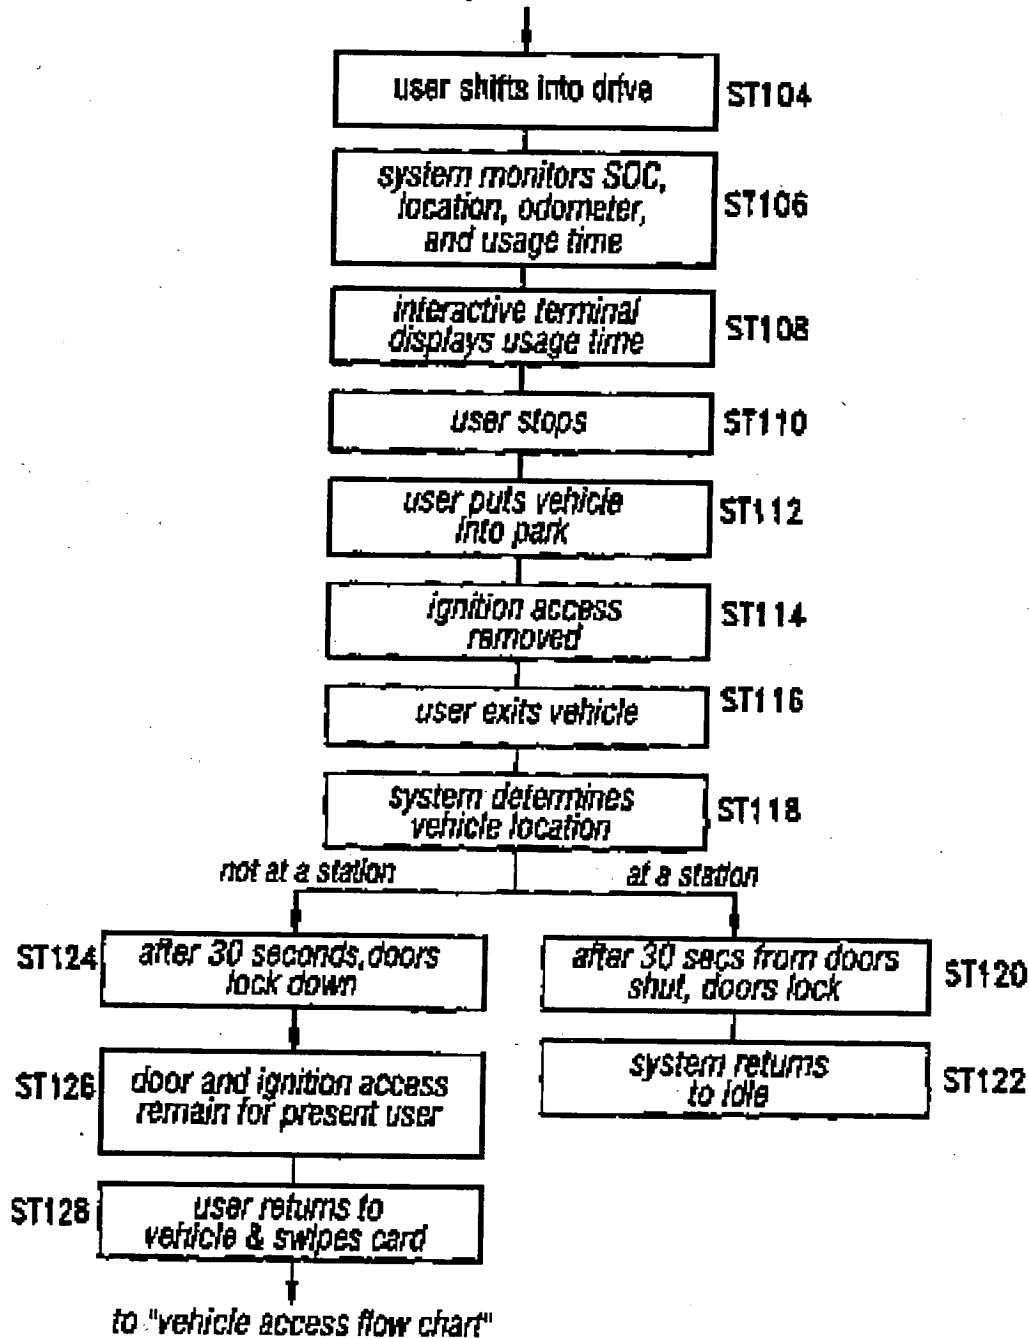 user shifts into drive
ST104
system monitors SOC,
location, odometer,
and usage time
ST106
interactive terminal
displays usage time
ST108
user stops
ST110
user puts vehicle
into park
ST112
ignition access
removed
ST114
user exits vehicle
ST116
system determines
vehicle location
ST118
not at a station
at a station
ST124
after 30 seconds, doors
lock down
after 30 secs from doors
shut, doors lock
ST120
ST126
door and ignition access
remain for present user
system returns
to idle
ST122
ST128
user returns to
vehicle & swipes card
to "vehicle access flow chart"